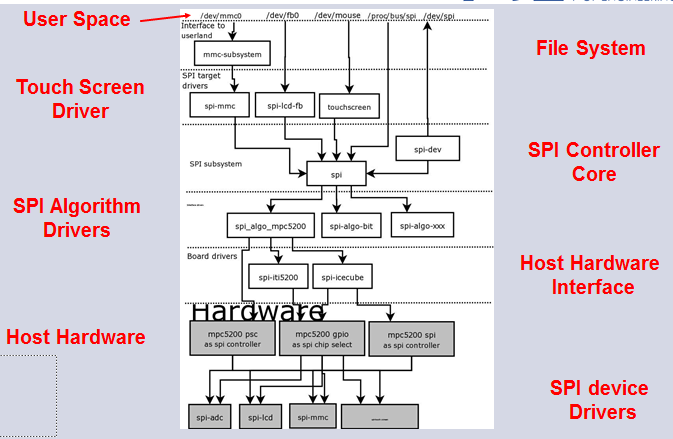 User Space
/dev/mmc0 /dev/fb0 /dev/mouse /proc/bus/spi /dev/spi
Interface to
userland
mmc-subsystem
File System
SPI target
drivers
Touch Screen
Driver
spi-mmc spi-lcd-fb touchscreen
SPI subsystem
spi-dev
spi
SPI Controller
Core
SPI Algorithm
Drivers
spi_algo_mpc5200 spi-algo-bit spi-algo-xxx
Board drivers
spi-iti5200 spi-icecube
Host Hardware
Interface
Hardware
Host Hardware
mpc5200 psc
as spi controller
mpc5200 gpio
as spi chip select
mpc5200 spi
as spi controller
spi-adc spi-lcd spi-mmc
SPI device
Drivers